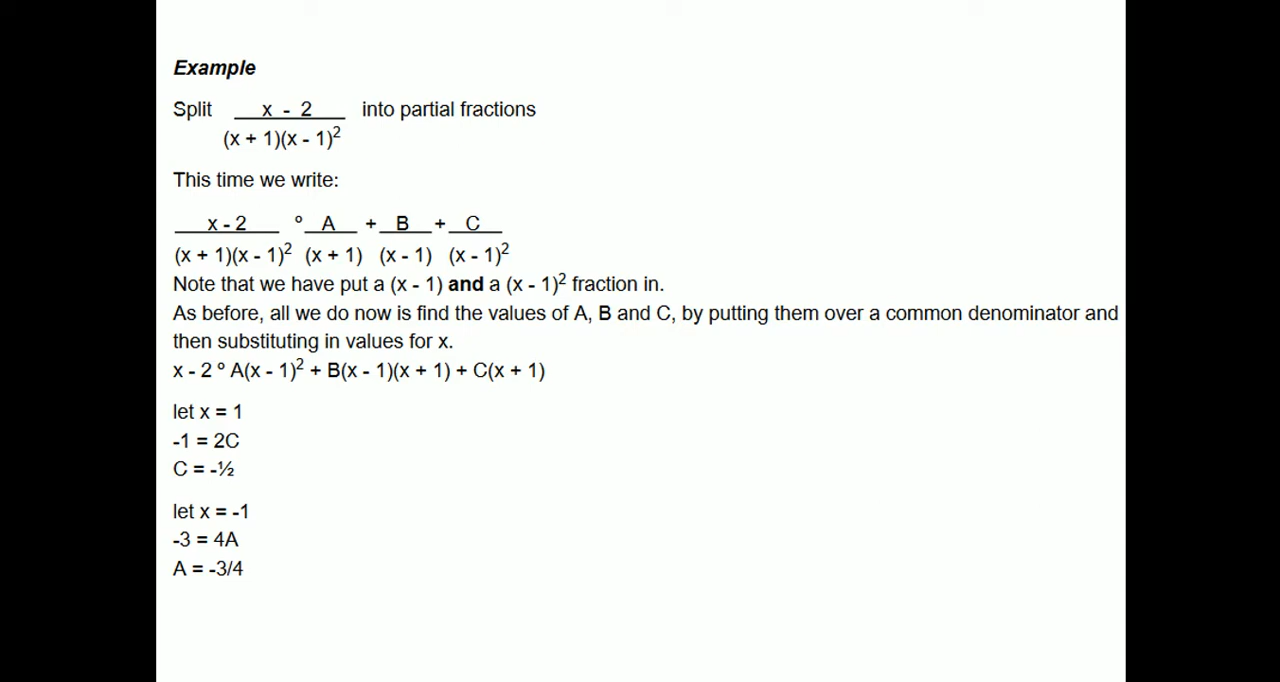 Example
Split x - 2 into partial fractions
(x + 1)(x - 1)²
This time we write:
x - 2 º A + B + C
(x + 1)(x - 1)² (x + 1) (x - 1) (x - 1)²
Note that we have put a (x - 1) and a (x - 1)² fraction in.
As before, all we do now is find the values of A, B and C, by putting them over a common denominator and
then substituting in values for x.
x - 2 º A(x - 1)² + B(x - 1)(x + 1) + C(x + 1)
let x = 1
-1 = 2C
C = -½
let x = -1
-3 = 4A
A = -3/4